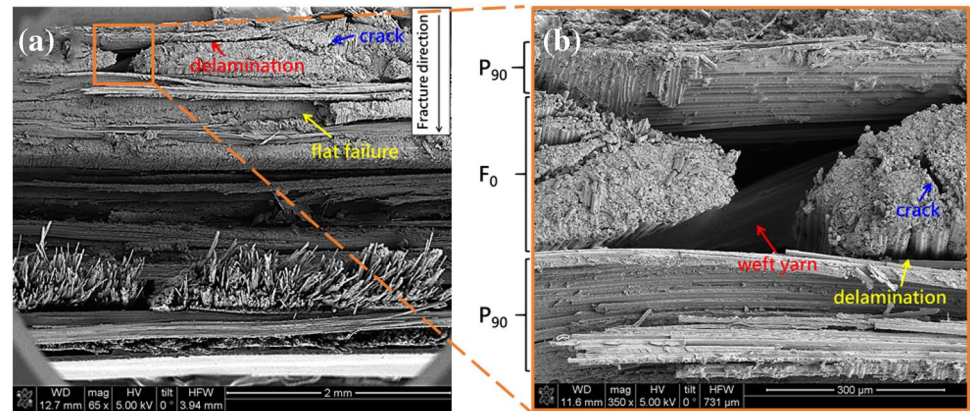 (a)
crack
delamination
Fracture direction
flat failure
WD mag HV tilt HFW
12.7 mm 65 x 5.00 kV 0 ° 3.94 mm
2 mm
(b)
P90
F0
P90
crack
weft yarn
delamination
WD mag HV tilt HFW
11.6 mm 350 x 5.00 kV 0 ° 731 µm
300 µm